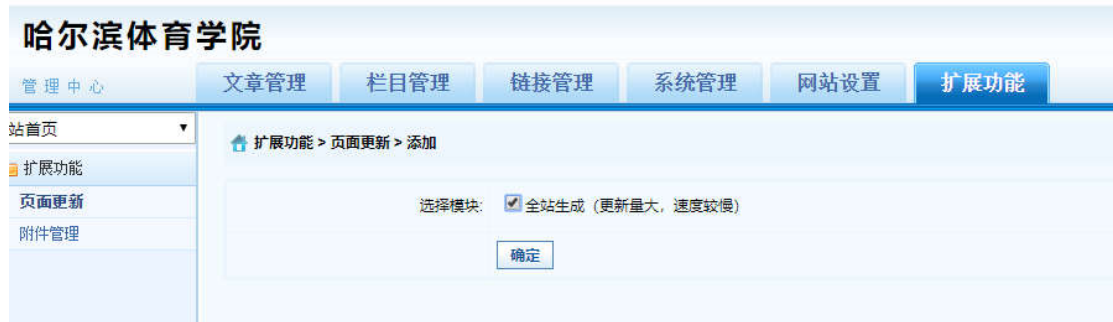 哈尔滨体育学院
管理中心
文章管理
栏目管理
链接管理
系统管理
网站设置
扩展功能
站首页
扩展功能
页面更新
附件管理
扩展功能 > 页面更新 > 添加
选择模块: 全站生成（更新量大，速度较慢）
确定